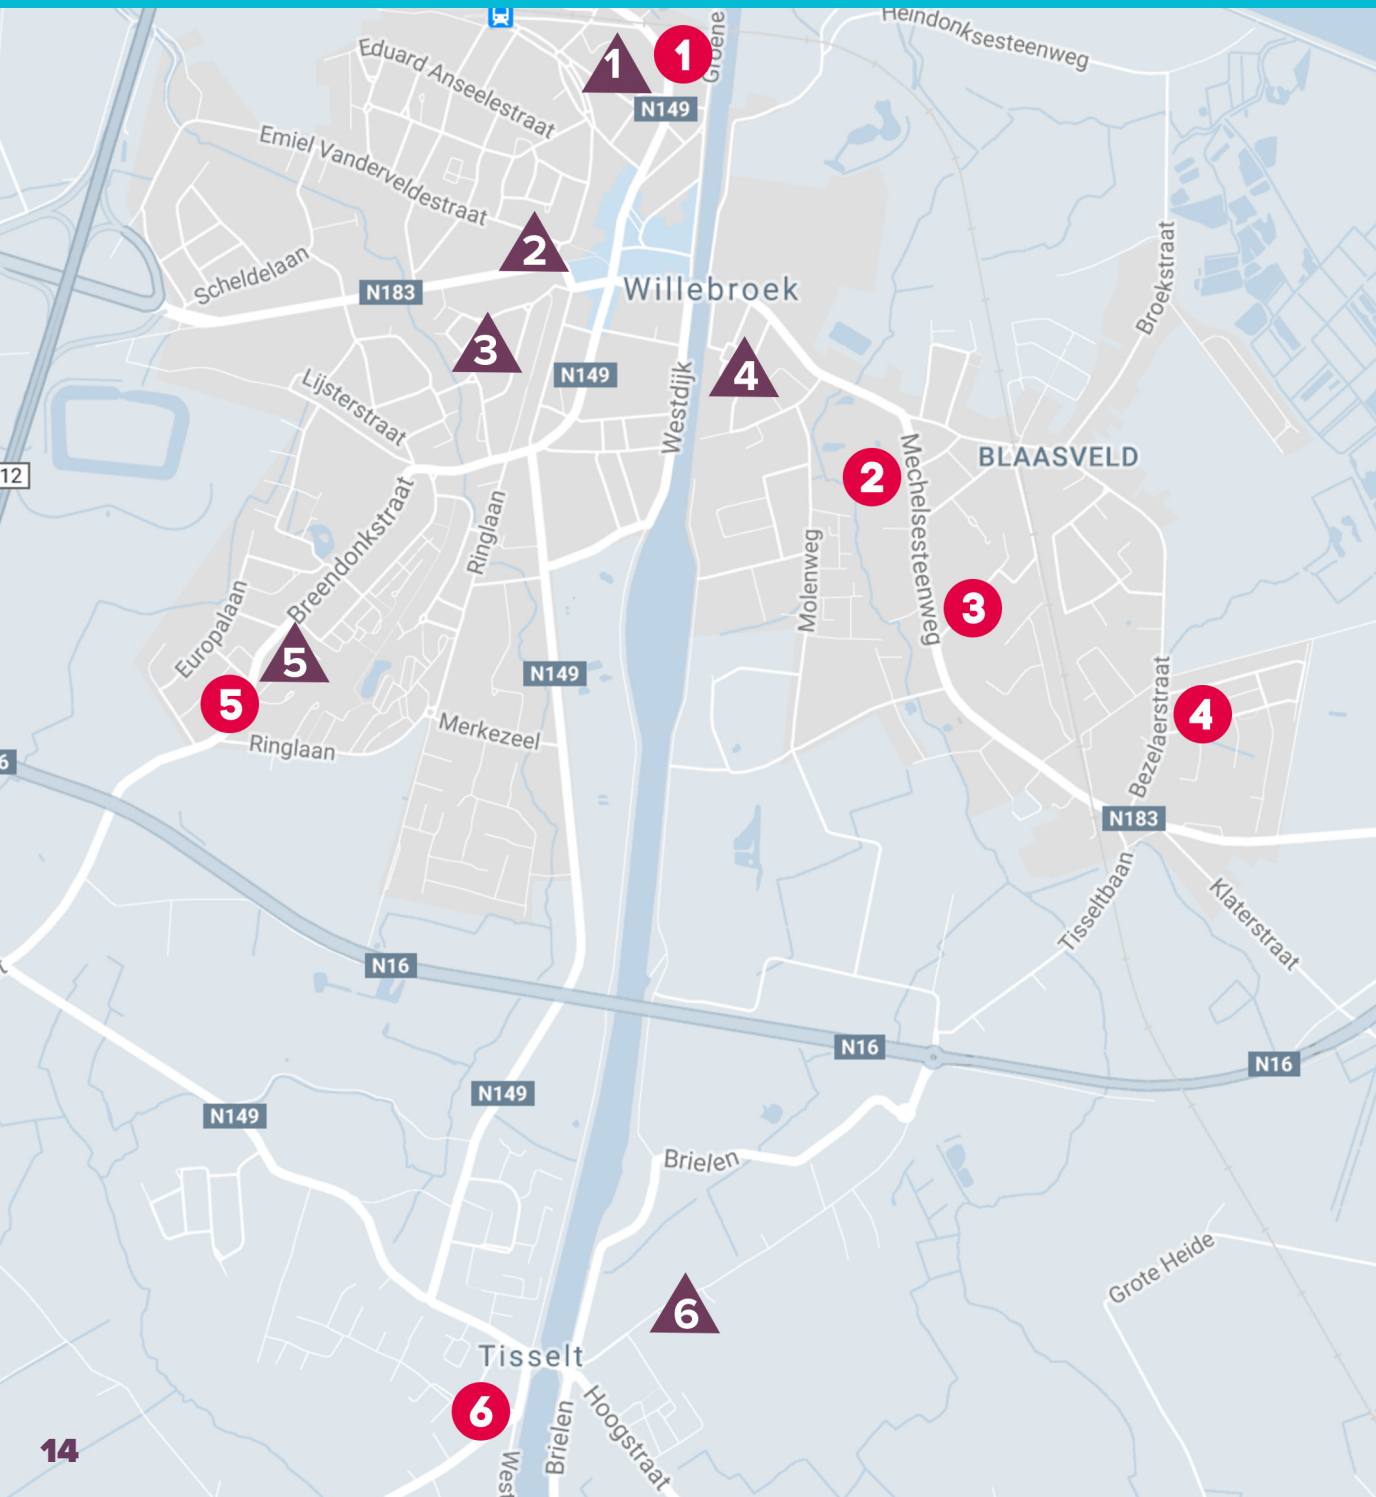 Heindonksesteenweg
Groene
1
1
Eduard Anseelestraat
N149
Emiel Vanderveldestraat
2
Scheldelaan
N183
Willebroek
Broekstraat
3
4
N149
Lijsterstraat
Westdijk
12
BLAASVELD
2
Mechelsesteenweg
Breendonkstraat
Ringlaan
Molenweg
Europalaan
3
5
N149
5
4
Bezelaerstraat
Merkezeel
Ringlaan
6
N183
Tisseltbaan
Klaterstraat
N16
N16
N16
N149
N149
Brielen
Grote Heide
6
Tisselt
6
Hoogstraat
Brielen
West
14